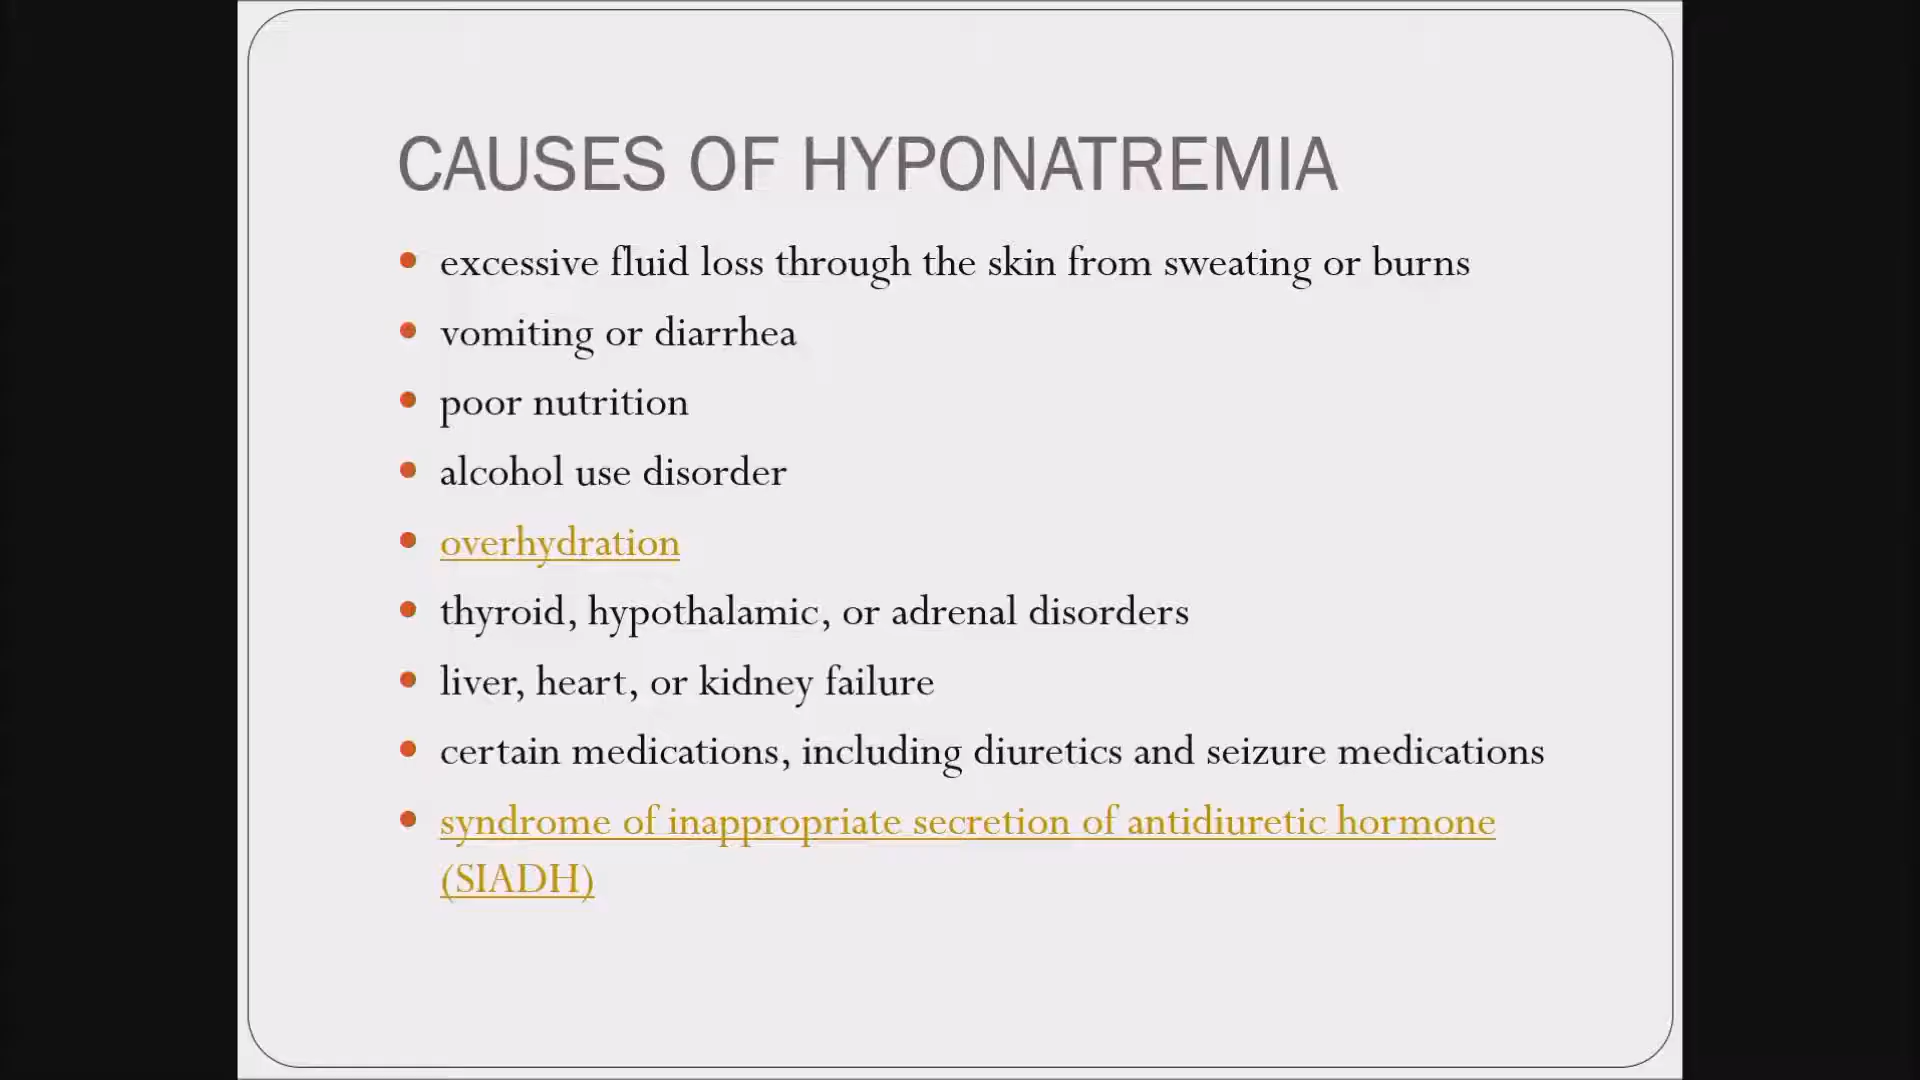 CAUSES OF HYPONATREMIA
• excessive fluid loss through the skin from sweating or burns
• vomiting or diarrhea
• poor nutrition
• alcohol use disorder
• overhydration
• thyroid, hypothalamic, or adrenal disorders
• liver, heart, or kidney failure
• certain medications, including diuretics and seizure medications
• syndrome of inappropriate secretion of antidiuretic hormone
(SIADH)